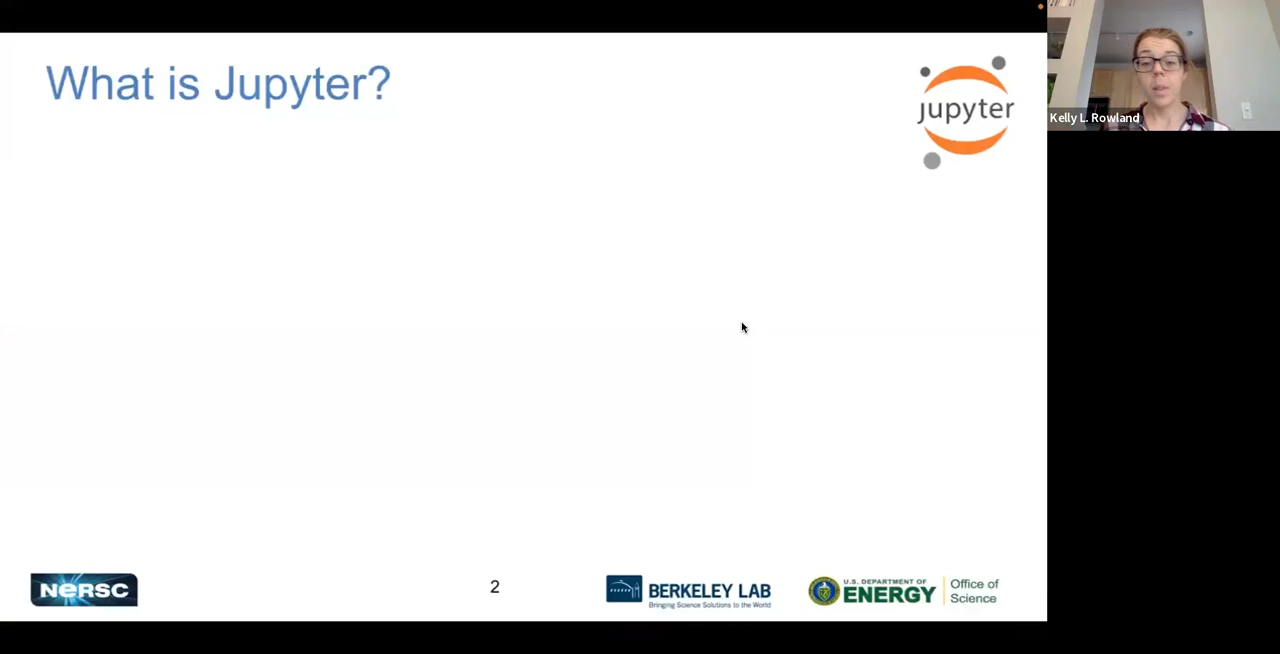 What is Jupyter?
jupyter
Kelly L. Rowland
NERSC
2
BERKELEY LAB
Bringing Science Solutions to the World
U.S. DEPARTMENT OF
ENERGY
Office of
Science